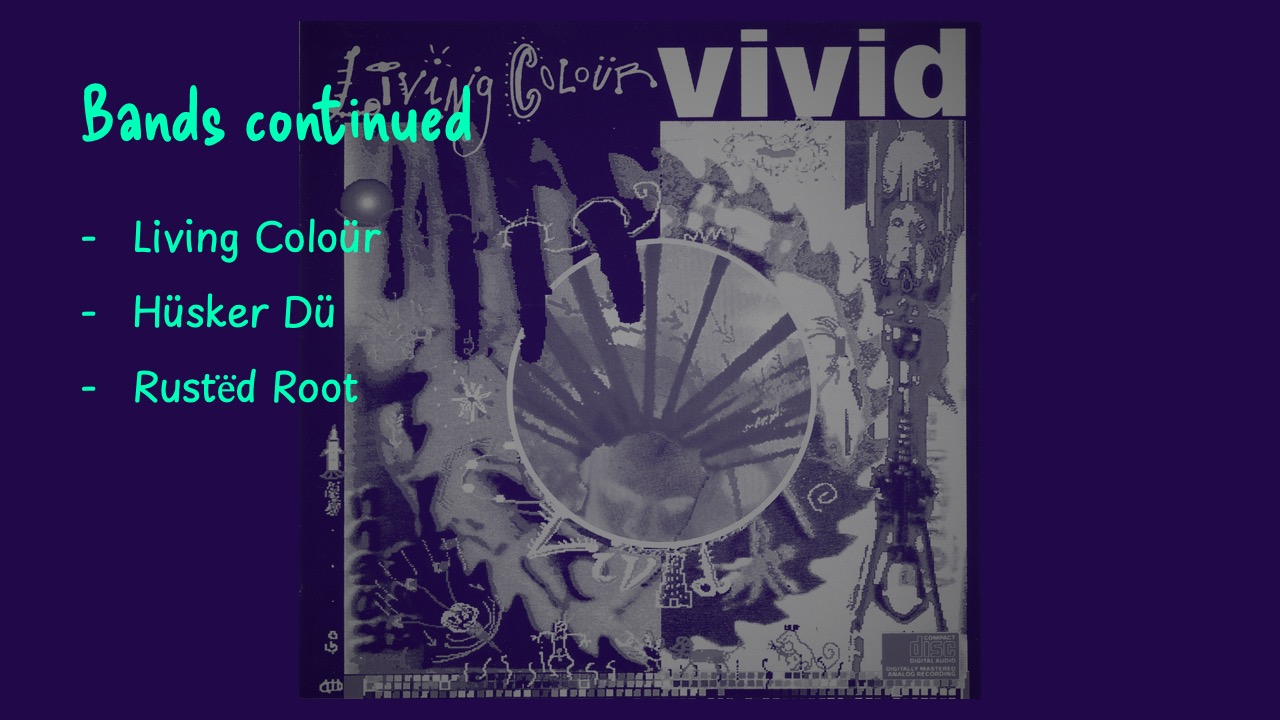 Living Coloür vivid
Bands continued
- Living Coloür
- Hüsker Dü
- Rustëd Root
COMPACT
disc
DIGITAL AUDIO
DIGITALLY MASTERED
ANALOG RECORDING